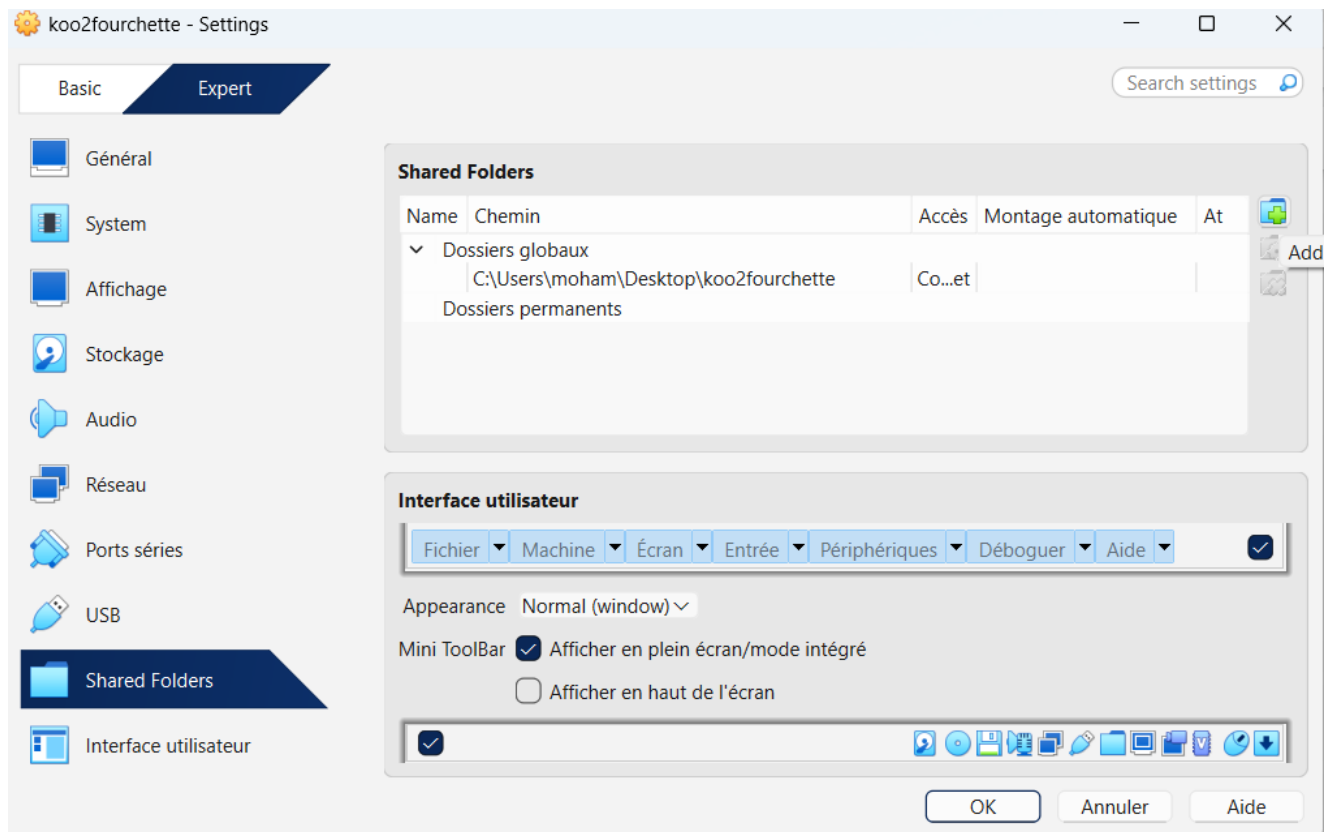 koo2fourchette - Settings
Basic Expert Search settings
Général
System
Affichage
Stockage
Audio
Réseau
Ports séries
USB
Shared Folders
Interface utilisateur
Shared Folders
Name Chemin Accès Montage automatique At
Dossiers globaux
C:\Users\moham\Desktop\koo2fourchette Co...et
Dossiers permanents
Add
Interface utilisateur
Fichier Machine Écran Entrée Périphériques Déboguer Aide
Appearance Normal (window)
Mini ToolBar Afficher en plein écran/mode intégré
Afficher en haut de l'écran
V
OK Annuler Aide